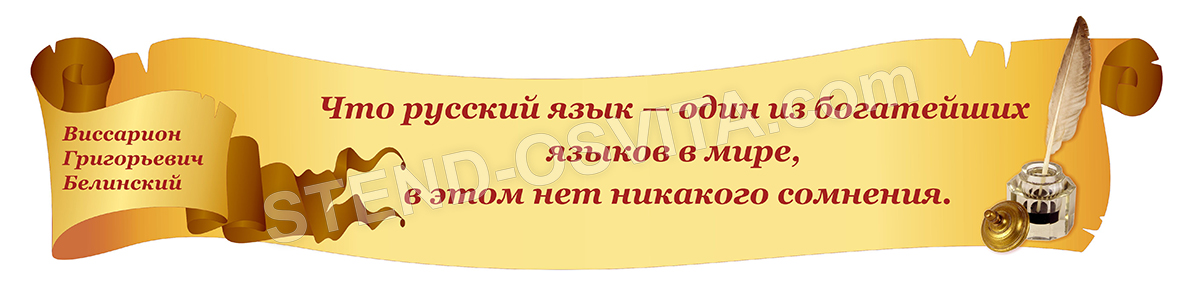 Виссарион
Григорьевич
Белинский
Что русский язык — один из богатейших
языков в мире,
в этом нет никакого сомнения.
STEND-OSVITA.com